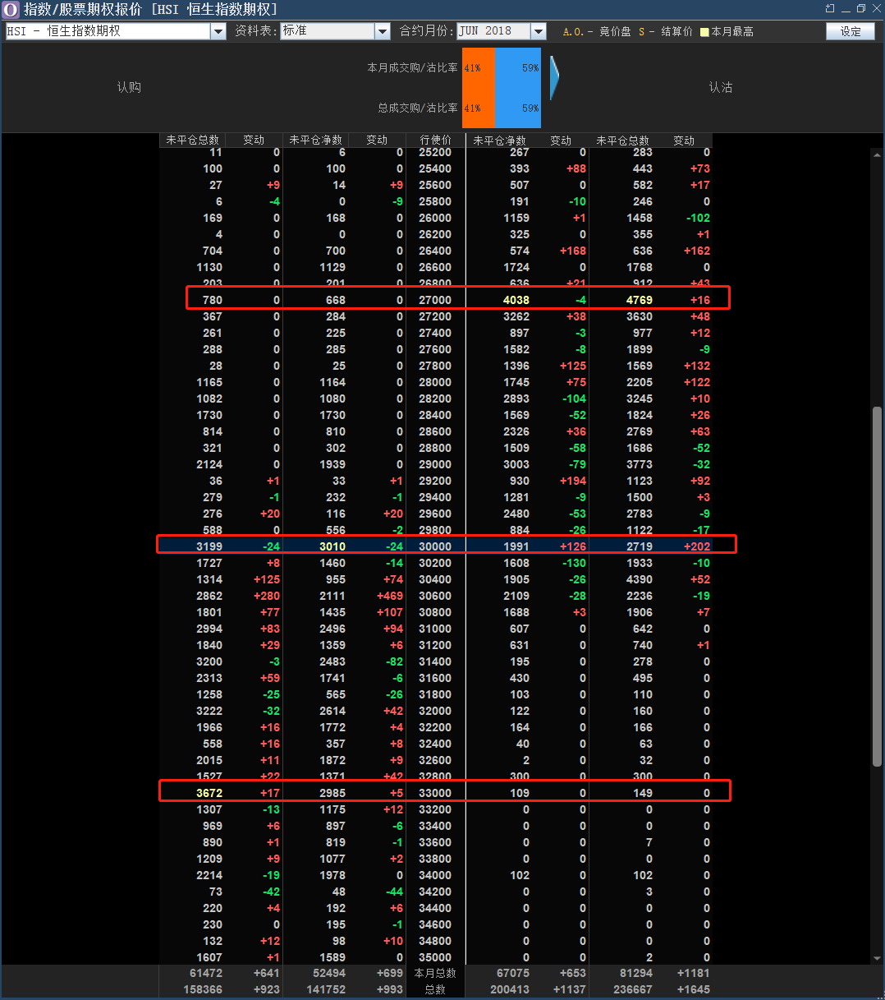 指数/股票期权报价 [HSI 恒生指数期权]
HSI - 恒生指数期权 资料表: 标准 合约月份: JUN 2018 A.O.- 竞价盘 S - 结算价 本月最高 设定
本月成交购/沽比率 41% 59%
认购 认沽
总成交购/沽比率 41% 59%
未平仓总数 变动 未平仓净数 变动 行使价 未平仓净数 变动 未平仓总数 变动
11 0 6 0 25200 267 0 283 0
100 0 100 0 25400 393 +88 443 +73
27 +9 14 +9 25600 507 0 582 +17
6 -4 0 -9 25800 191 -10 246 0
169 0 168 0 26000 1159 +1 1458 -102
4 0 0 0 26200 325 0 355 +1
704 0 700 0 26400 574 +168 636 +162
1130 0 1129 0 26600 1724 0 1768 0
203 0 201 0 26800 636 +21 912 +43
780 0 668 0 27000 4038 -4 4769 +16
367 0 284 0 27200 3262 +38 3630 +48
261 0 225 0 27400 897 -3 977 +12
288 0 285 0 27600 1582 -8 1899 -9
28 0 25 0 27800 1396 +125 1569 +132
1165 0 1164 0 28000 1745 +75 2205 +122
1082 0 1080 0 28200 2893 -104 3245 +10
1730 0 1730 0 28400 1569 -52 1824 +26
814 0 810 0 28600 2326 +36 2769 +63
321 0 302 0 28800 1509 -58 1686 -52
2124 0 1939 0 29000 3003 -79 3773 -32
36 +1 33 +1 29200 930 +194 1123 +92
279 -1 232 -1 29400 1281 -9 1500 +3
276 +20 116 +20 29600 2480 -53 2783 -9
588 0 556 -2 29800 884 -26 1122 -17
3199 -24 3010 -24 30000 1991 +126 2719 +202
1727 +8 1460 -14 30200 1608 -130 1933 -10
1314 +125 955 +74 30400 1905 -26 4390 +52
2862 +280 2111 +469 30600 2109 -28 2236 -19
1801 +77 1435 +107 30800 1688 +3 1906 +7
2994 +83 2496 +94 31000 607 0 642 0
1840 +29 1359 +6 31200 631 0 740 +1
3200 -3 2483 -82 31400 195 0 278 0
2313 +59 1741 -6 31600 430 0 495 0
1258 -25 565 -26 31800 103 0 110 0
3222 -32 2614 +42 32000 122 0 160 0
1966 +16 1772 +4 32200 164 0 166 0
558 +16 357 +8 32400 40 0 63 0
2015 +11 1872 +9 32600 2 0 32 0
1527 +22 1371 +42 32800 300 0 300 0
3672 +17 2985 +5 33000 109 0 149 0
1307 -13 1175 +12 33200 0 0 0 0
969 +6 897 -6 33400 0 0 0 0
890 +1 819 -1 33600 0 0 7 0
1209 +9 1077 +2 33800 0 0 0 0
2214 -19 1978 0 34000 102 0 102 0
73 -42 48 -44 34200 0 0 3 0
220 +4 192 +6 34400 0 0 0 0
230 0 195 -1 34600 0 0 0 0
132 +12 98 +10 34800 0 0 0 0
1607 +1 1589 0 35000 0 0 2 0
61472 +641 52494 +699 本月总数 67075 +653 81294 +1181
158366 +923 141752 +993 总数 200413 +1137 236667 +1645